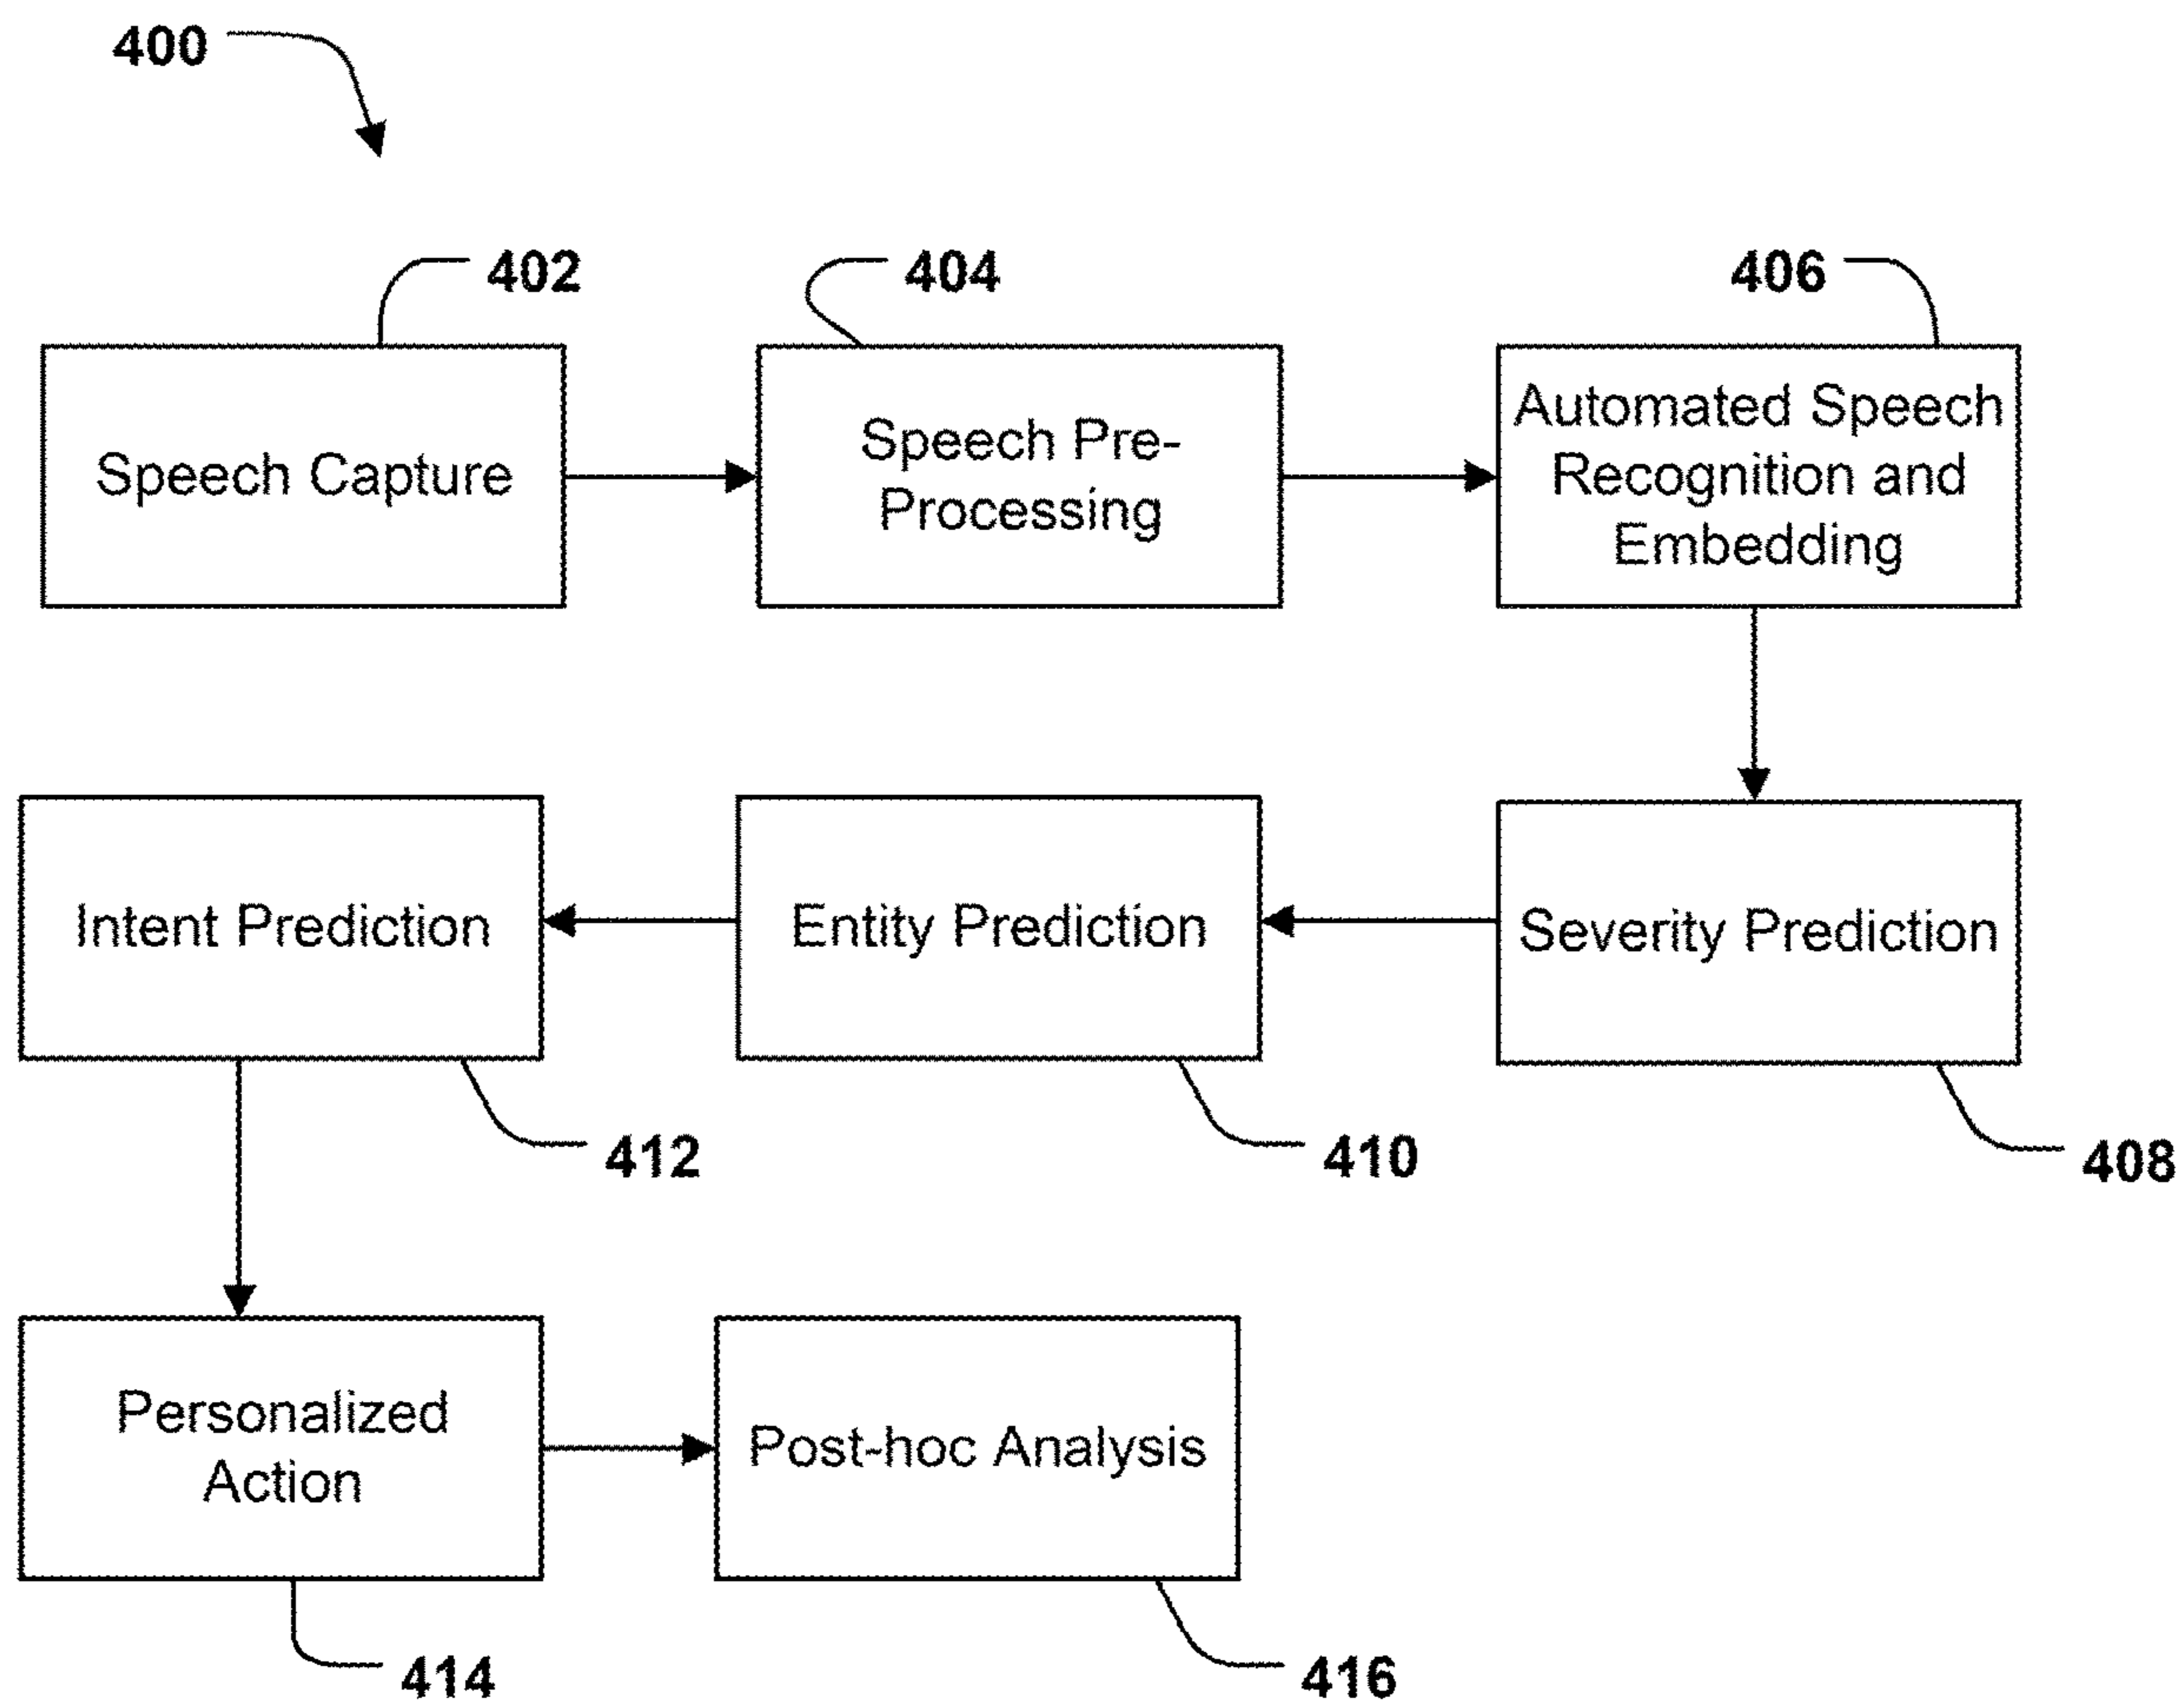 400
402
404
406
Speech Capture
Speech Pre-
Processing
Automated Speech
Recognition and
Embedding
Intent Prediction
Entity Prediction
Severity Prediction
412
410
408
Personalized
Action
Post-hoc Analysis
414
416